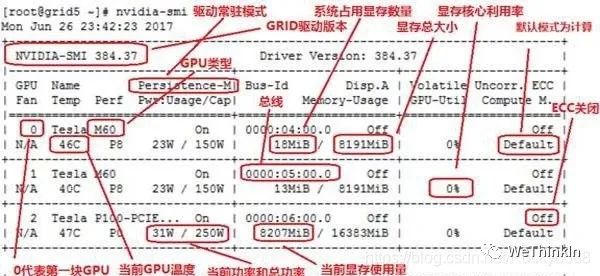 [root@grid5 ~]# nvidia-smi
Mon Jun 26 23:42:23 2017
驱动常驻模式
GRID驱动版本
系统占用显存数量
显存总大小
显存核心利用率
默认模式为计算
NVIDIA-SMI 384.37 Driver Version: 384.37
GPU类型
GPU Name Persistence-M| Bus-Id Disp.A | Volatile Uncorr. ECC
Fan Temp Perf Pwr:Usage/Cap| Memory-Usage | GPU-Util Compute M.
总线
ECC关闭
0 Tesla M60 On | 0000:04:00.0 Off | Off
N/A 46C P8 23W / 150W | 18MiB / 8191MiB | 0% Default
1 Tesla M60 On | 0000:05:00.0 Off | Off
N/A 40C P8 23W / 150W | 13MiB / 8191MiB | 0% Default
2 Tesla P100-PCIE... On | 0000:06:00.0 Off | Off
N/A 47C P0 31W / 250W | 8207MiB / 16383MiB | 0% Default
0代表第一块GPU
当前GPU温度
当前功率和总功率
当前显存使用量
WeThinkIn